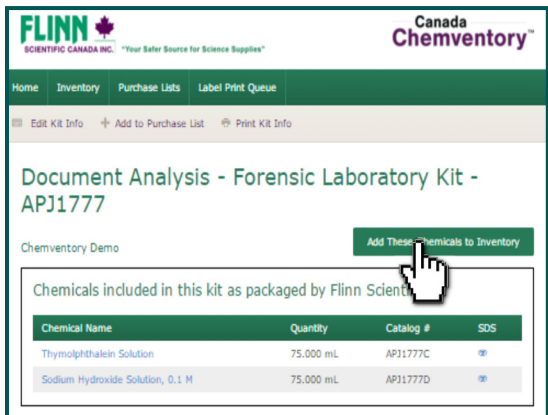 FLINN
SCIENTIFIC CANADA INC.
"Your Safer Source for Science Supplies"
Canada
Chemventory™
Home Inventory Purchase Lists Label Print Queue
Edit Kit Info Add to Purchase List Print Kit Info
Document Analysis - Forensic Laboratory Kit -
APJ1777
Chemventory Demo
Add These Chemicals to Inventory
Chemicals included in this kit as packaged by Flinn
Chemical Name Quantity Catalog # SDS
Thymolphthalein Solution 75.000 mL APJ1777C
Sodium Hydroxide Solution, 0.1 M 75.000 mL APJ1777D